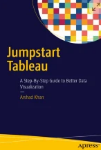 Jumpstart
Tableau
A Step-By-Step Guide to Better Data
Visualization
Arshad Khan
Apress